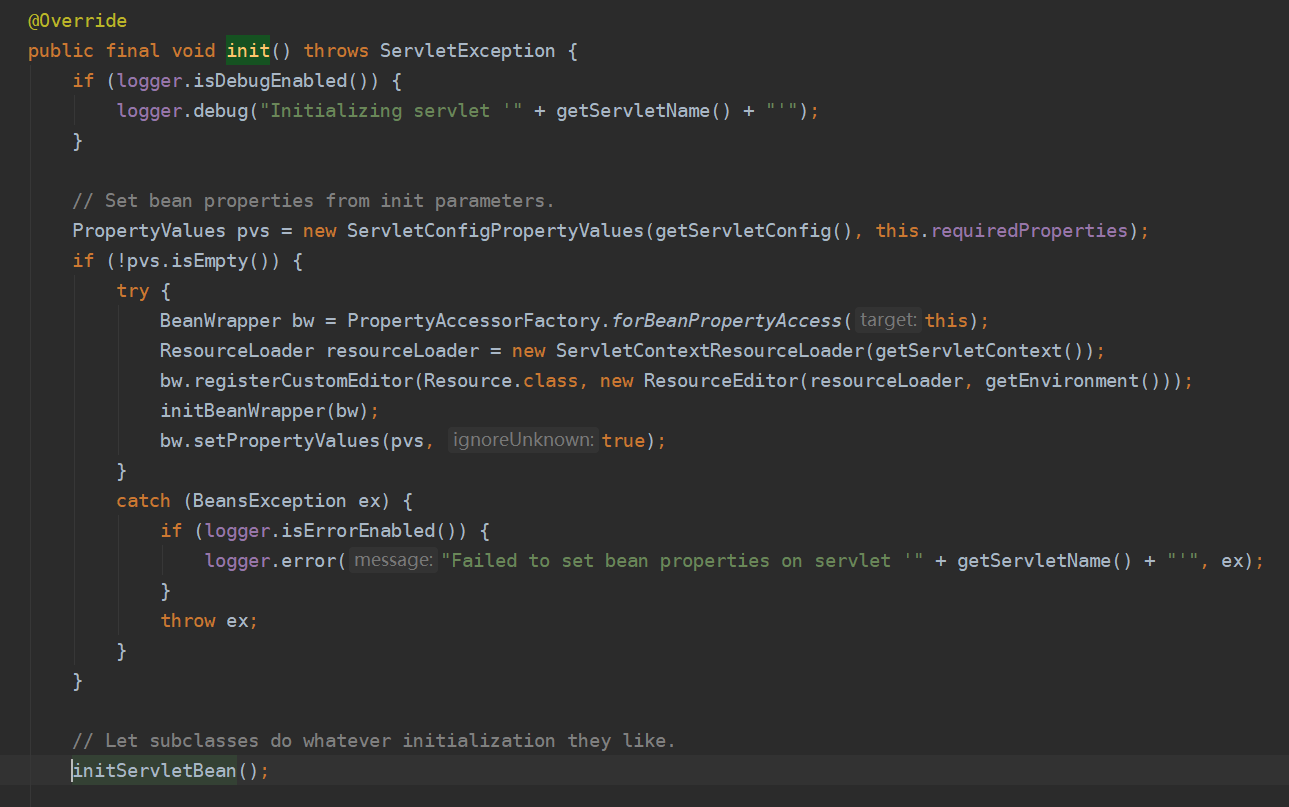 @Override
public final void init() throws ServletException {
    if (logger.isDebugEnabled()) {
        logger.debug("Initializing servlet '" + getServletName() + "'");
    }

    // Set bean properties from init parameters.
    PropertyValues pvs = new ServletConfigPropertyValues(getServletConfig(), this.requiredProperties);
    if (!pvs.isEmpty()) {
        try {
            BeanWrapper bw = PropertyAccessorFactory.forBeanPropertyAccess( target: this);
            ResourceLoader resourceLoader = new ServletContextResourceLoader(getServletContext());
            bw.registerCustomEditor(Resource.class, new ResourceEditor(resourceLoader, getEnvironment()));
            initBeanWrapper(bw);
            bw.setPropertyValues(pvs, ignoreUnknown: true);
        }
        catch (BeansException ex) {
            if (logger.isErrorEnabled()) {
                logger.error( message: "Failed to set bean properties on servlet '" + getServletName() + "'", ex);
            }
            throw ex;
        }
    }

    // Let subclasses do whatever initialization they like.
    initServletBean();